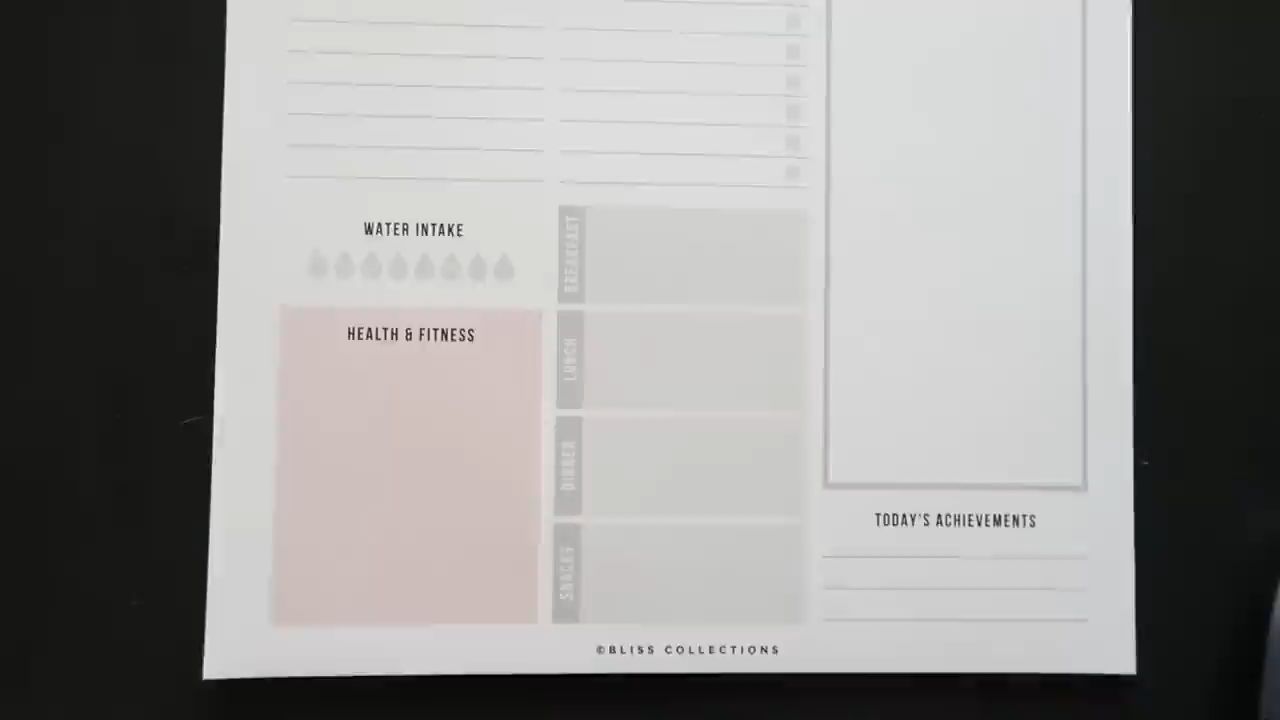 WATER INTAKE
HEALTH & FITNESS
BREAKFAST
LUNCH
DINNER
SNACKS
TODAY'S ACHIEVEMENTS
©BLISS COLLECTIONS